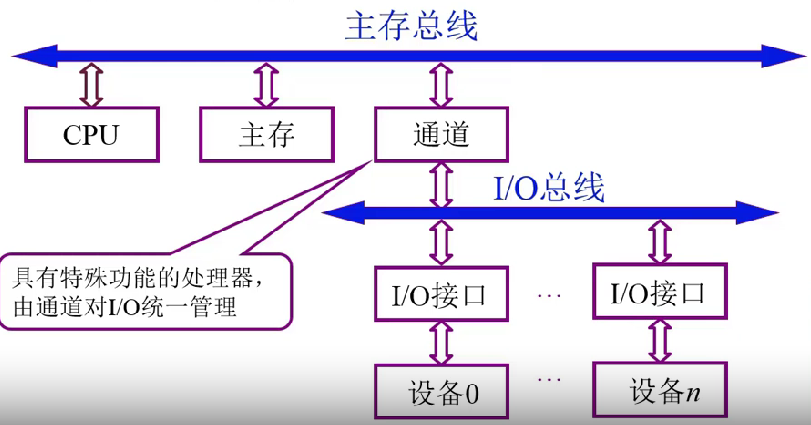 主存总线
CPU
主存
通道
I/O总线
具有特殊功能的处理器，
由通道对I/O统一管理
I/O接口
...
I/O接口
设备0
...
设备n